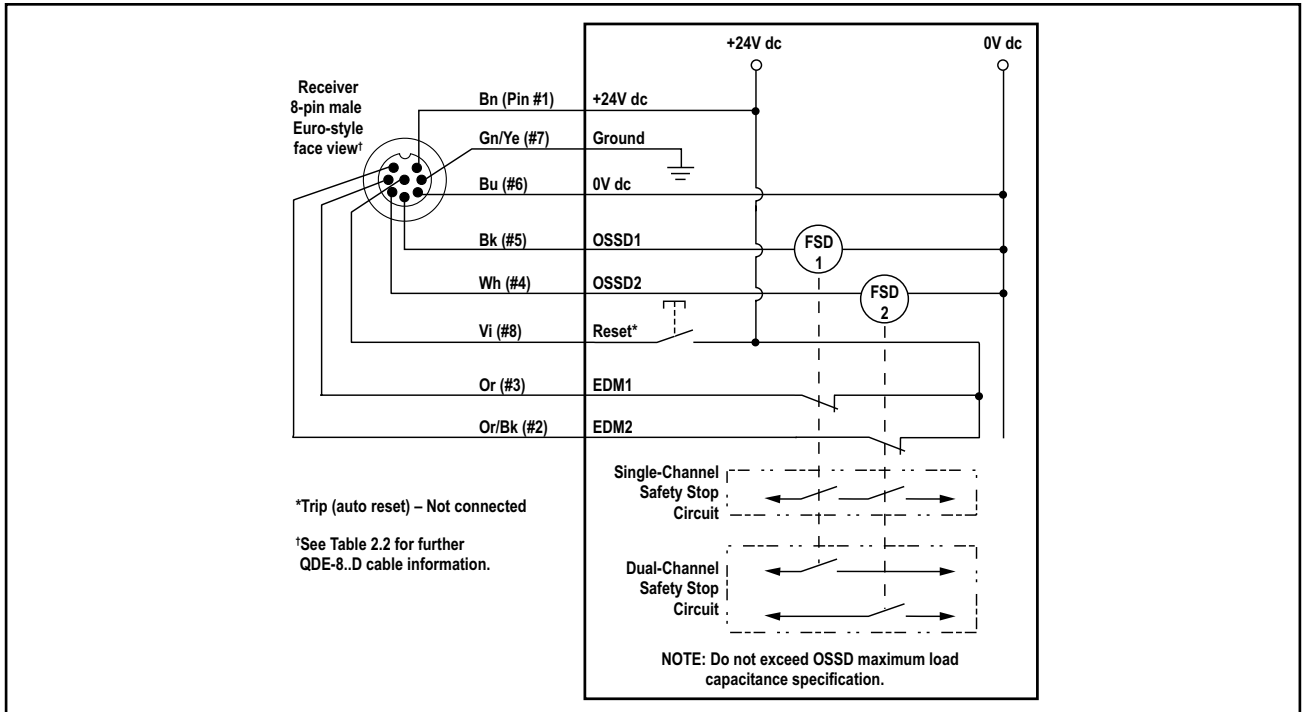 +24V dc
0V dc
Receiver
8-pin male
Euro-style
face view†
Bn (Pin #1)
+24V dc
Gn/Ye (#7)
Ground
Bu (#6)
0V dc
Bk (#5)
OSSD1
FSD
1
Wh (#4)
OSSD2
FSD
2
Vi (#8)
Reset*
Or (#3)
EDM1
Or/Bk (#2)
EDM2
Single-Channel
Safety Stop
Circuit
*Trip (auto reset) – Not connected
†See Table 2.2 for further
QDE-8..D cable information.
Dual-Channel
Safety Stop
Circuit
NOTE: Do not exceed OSSD maximum load
capacitance specification.